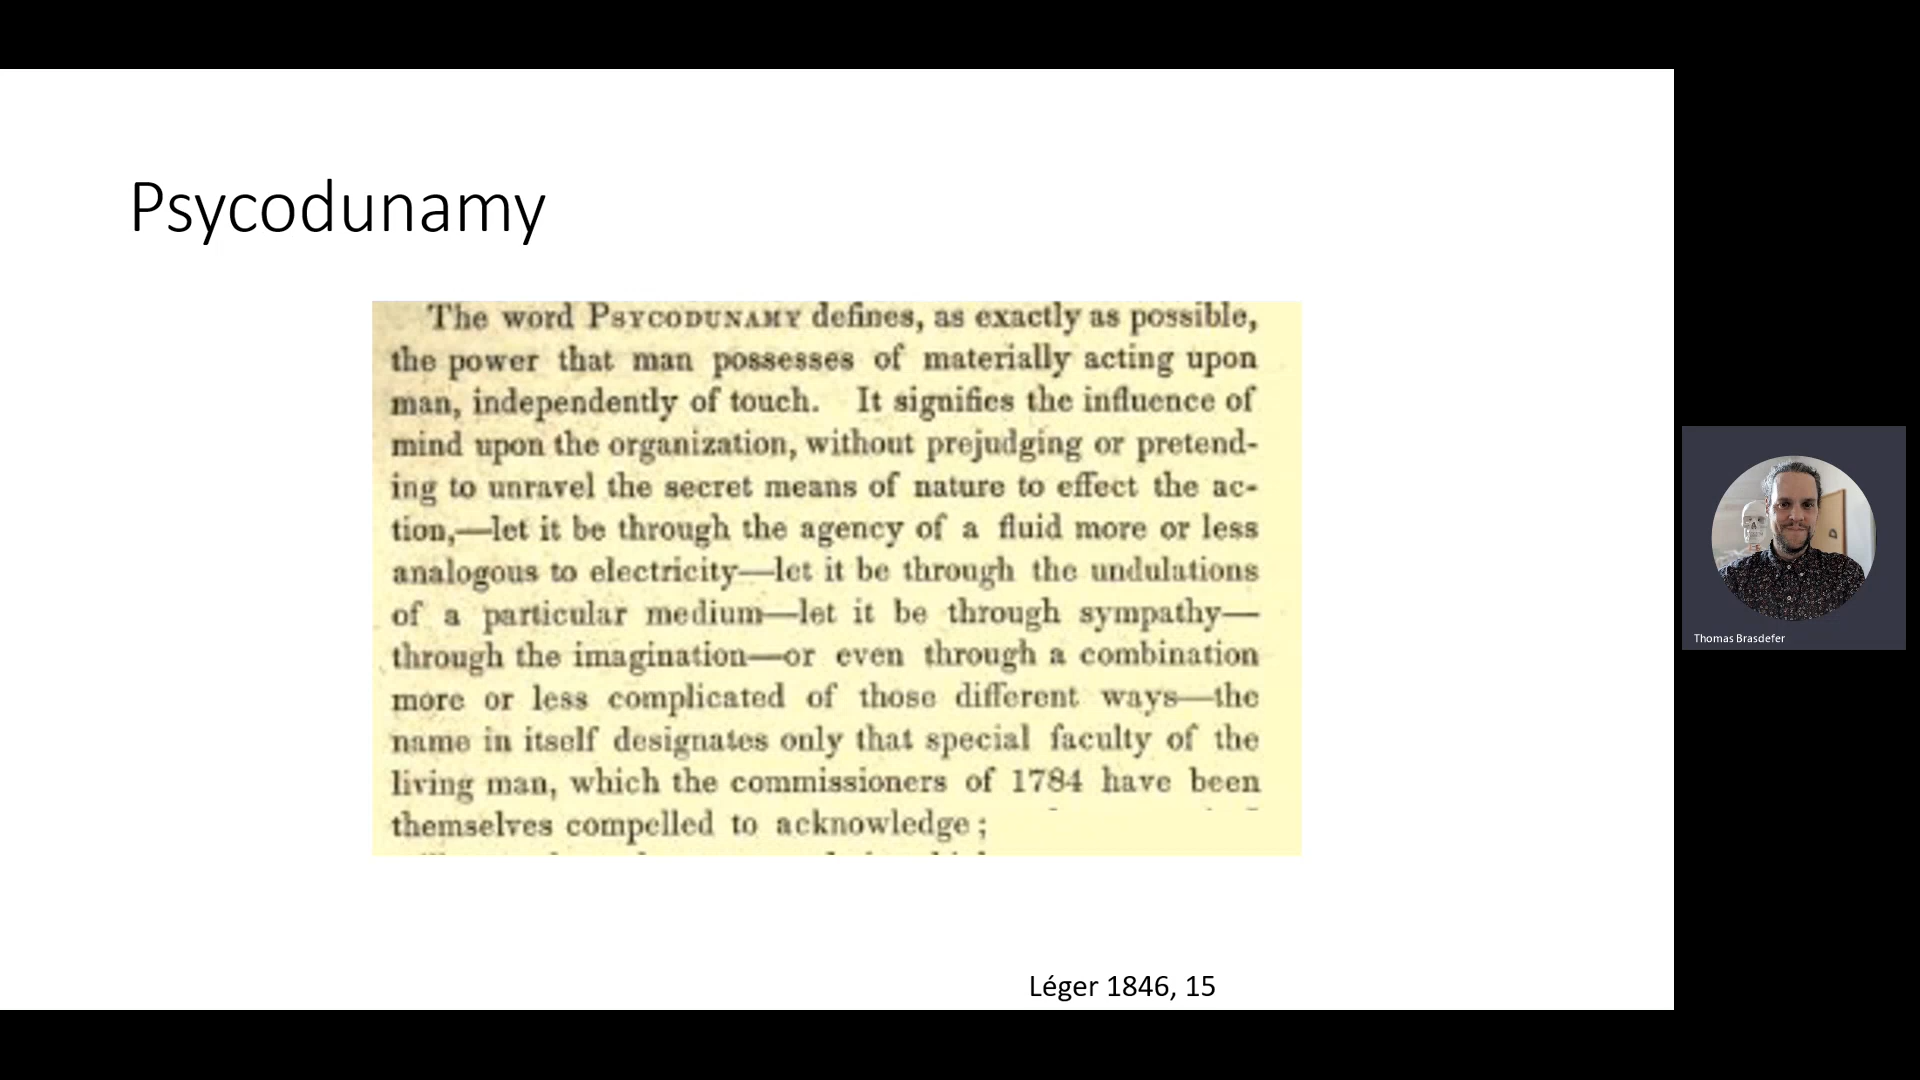 Psycodunamy
The word PSYCODUNAMY defines, as exactly as possible,
the power that man possesses of materially acting upon
man, independently of touch. It signifies the influence of
mind upon the organization, without prejudging or pretend-
ing to unravel the secret means of nature to effect the ac-
tion,—let it be through the agency of a fluid more or less
analogous to electricity—let it be through the undulations
of a particular medium—let it be through sympathy—
through the imagination—or even through a combination
more or less complicated of those different ways—the
name in itself designates only that special faculty of the
living man, which the commissioners of 1784 have been
themselves compelled to acknowledge;
Léger 1846, 15
Thomas Brasdefer